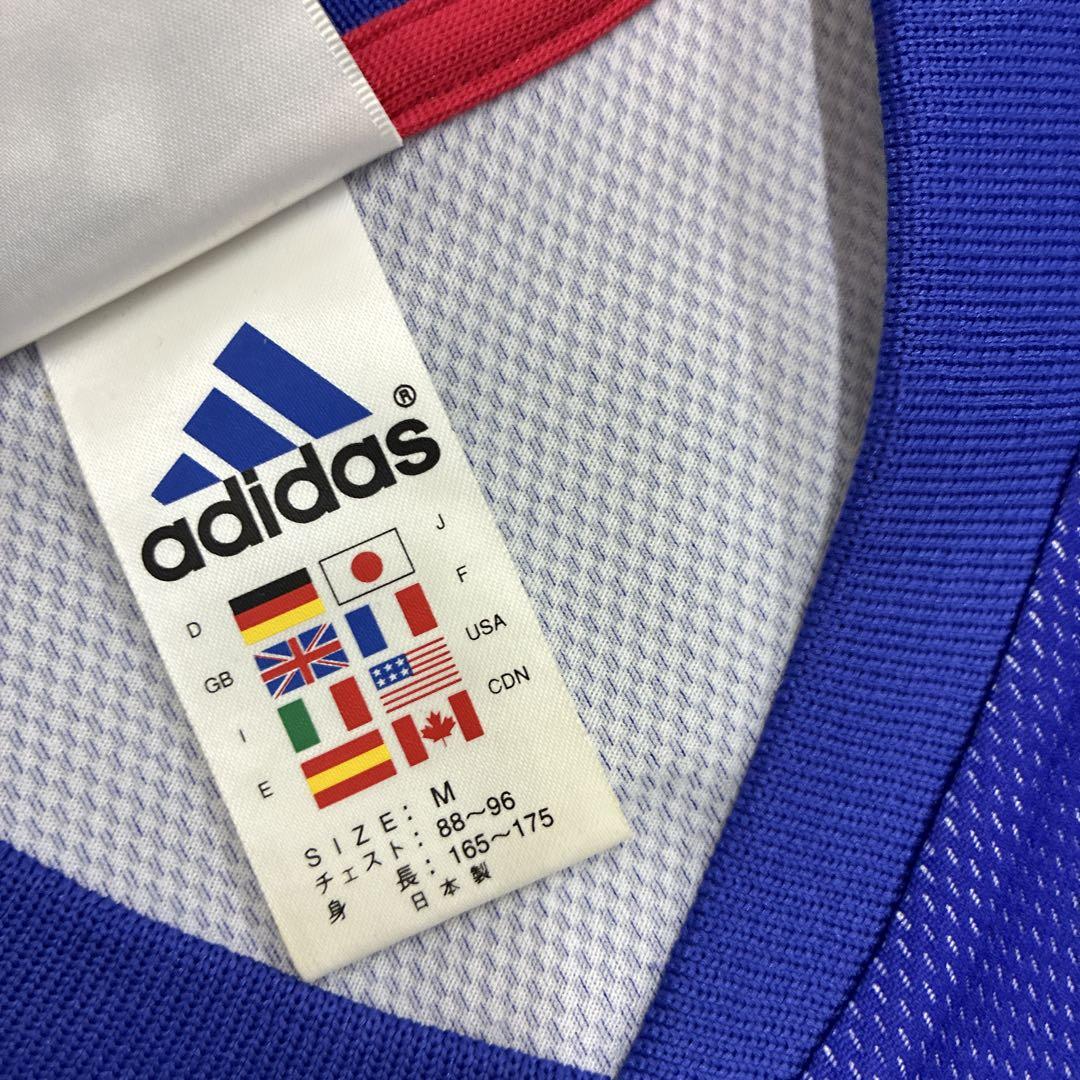 adidas®
D J
GB F
I USA
E CDN
SIZE: M
チェスト: 88〜96
身 長: 165〜175
日本製